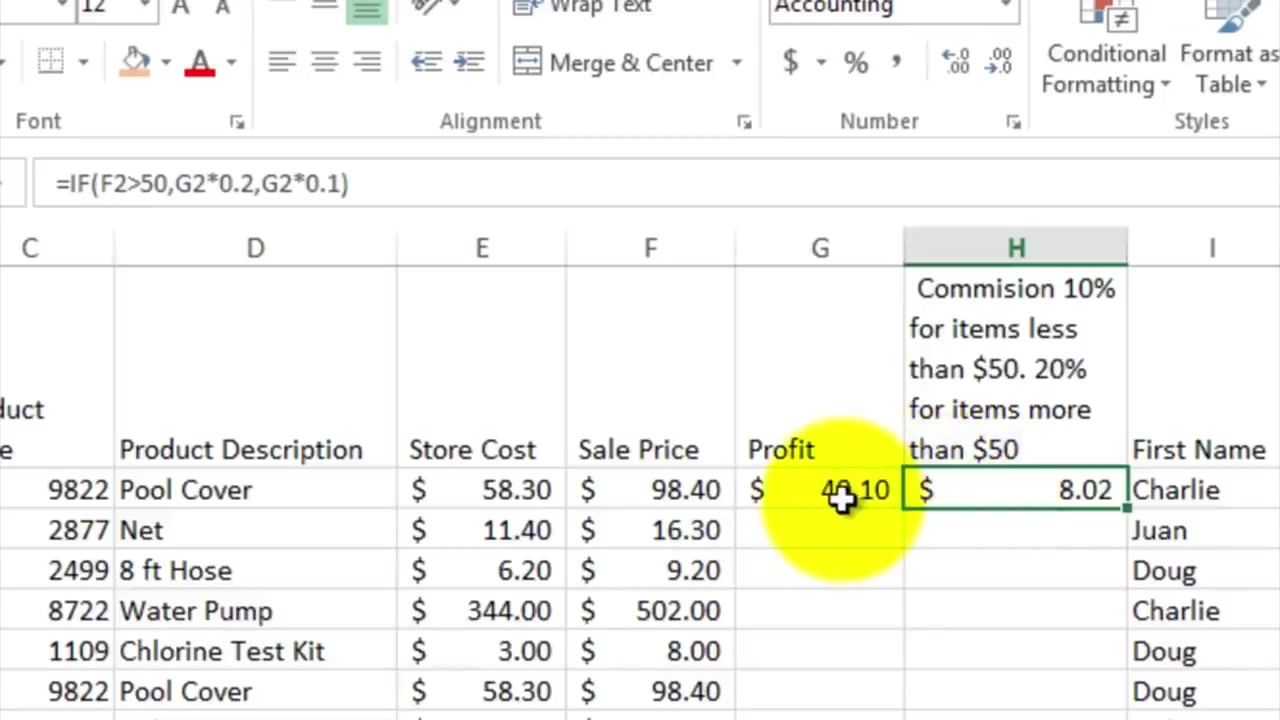 12 A A Wrap Text Accounting
A Merge & Center $ % , .00 .00 Conditional Format as
Formatting Table
Font Alignment Number Styles
=IF(F2>50,G2*0.2,G2*0.1)
C D E F G H I
Commision 10%
for items less
than $50. 20%
for items more
Product Description Store Cost Sale Price Profit than $50 First Name
9822 Pool Cover $ 58.30 $ 98.40 $ 40.10 $ 8.02 Charlie
2877 Net $ 11.40 $ 16.30 Juan
2499 8 ft Hose $ 6.20 $ 9.20 Doug
8722 Water Pump $ 344.00 $ 502.00 Charlie
1109 Chlorine Test Kit $ 3.00 $ 8.00 Doug
9822 Pool Cover $ 58.30 $ 98.40 Doug